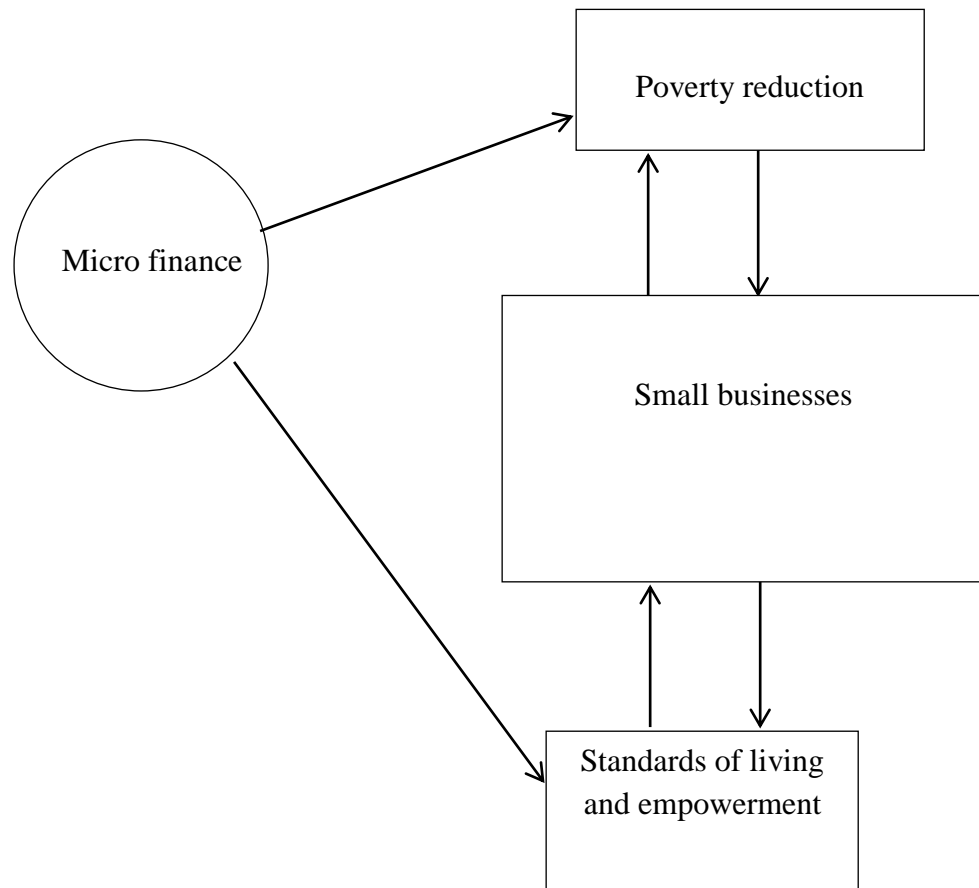 Poverty reduction
Micro finance
Small businesses
Standards of living
and empowerment